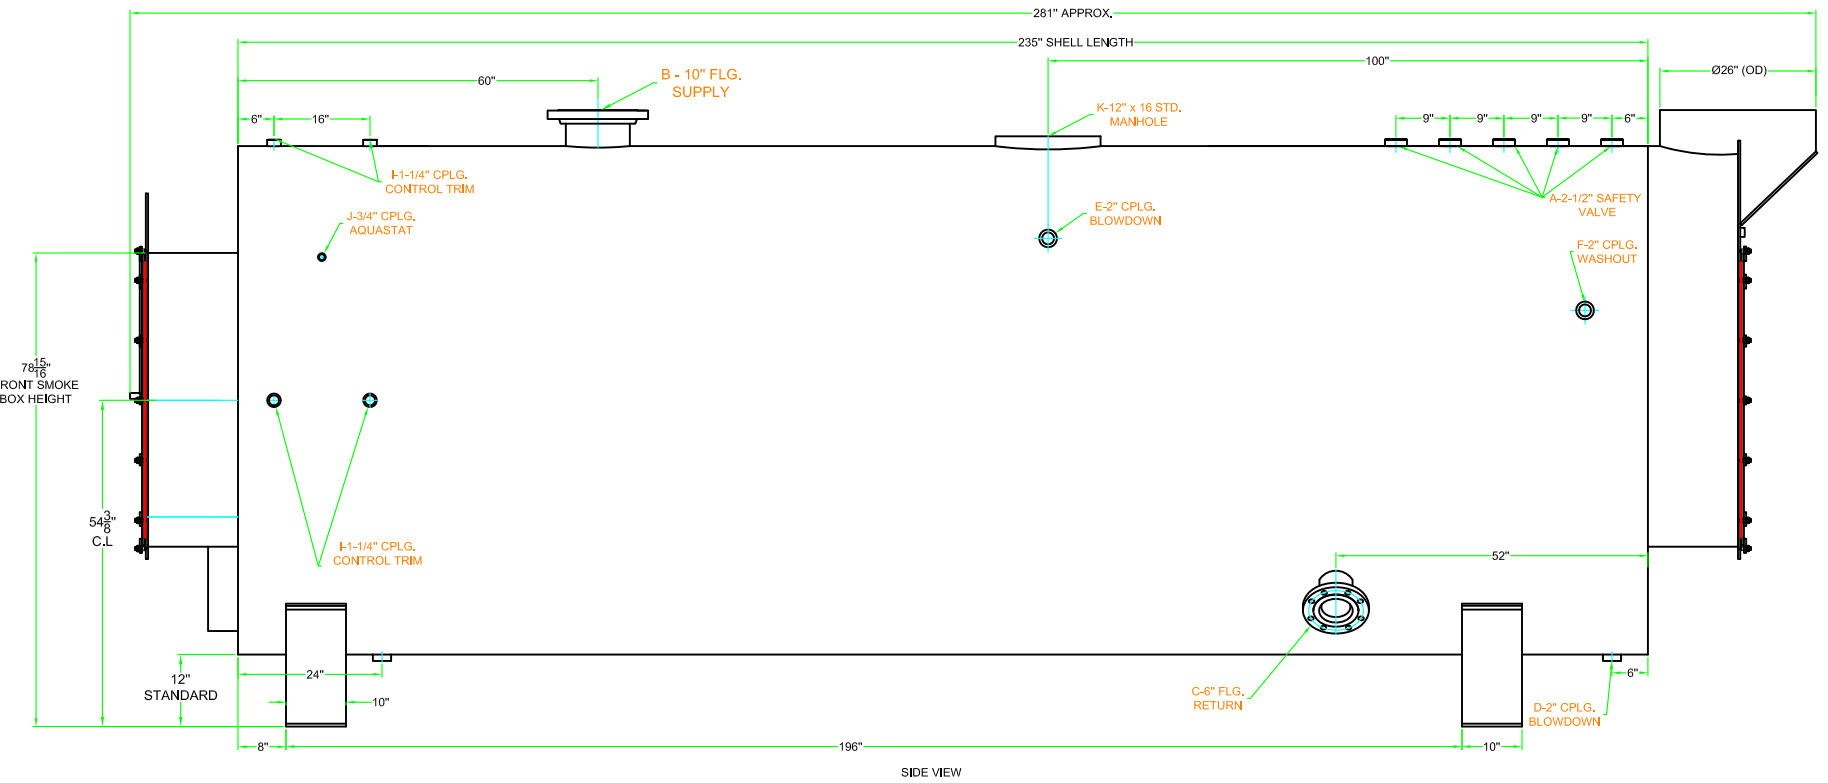 281" APPROX.
235" SHELL LENGTH
100"
60"
B - 10" FLG.
SUPPLY
Ø26" (OD)
K-12" x 16 STD.
MANHOLE
6"
16"
9"
9"
9"
9"
6"
I-1-1/4" CPLG.
CONTROL TRIM
A-2-1/2" SAFETY
VALVE
J-3/4" CPLG.
AQUASTAT
E-2" CPLG.
BLOWDOWN
F-2" CPLG.
WASHOUT
78 15/16"
RONT SMOKE
BOX HEIGHT
54 3/8"
C.L
I-1-1/4" CPLG.
CONTROL TRIM
52"
12"
STANDARD
24"
10"
C-6" FLG.
RETURN
6"
D-2" CPLG.
BLOWDOWN
8"
196"
10"
SIDE VIEW